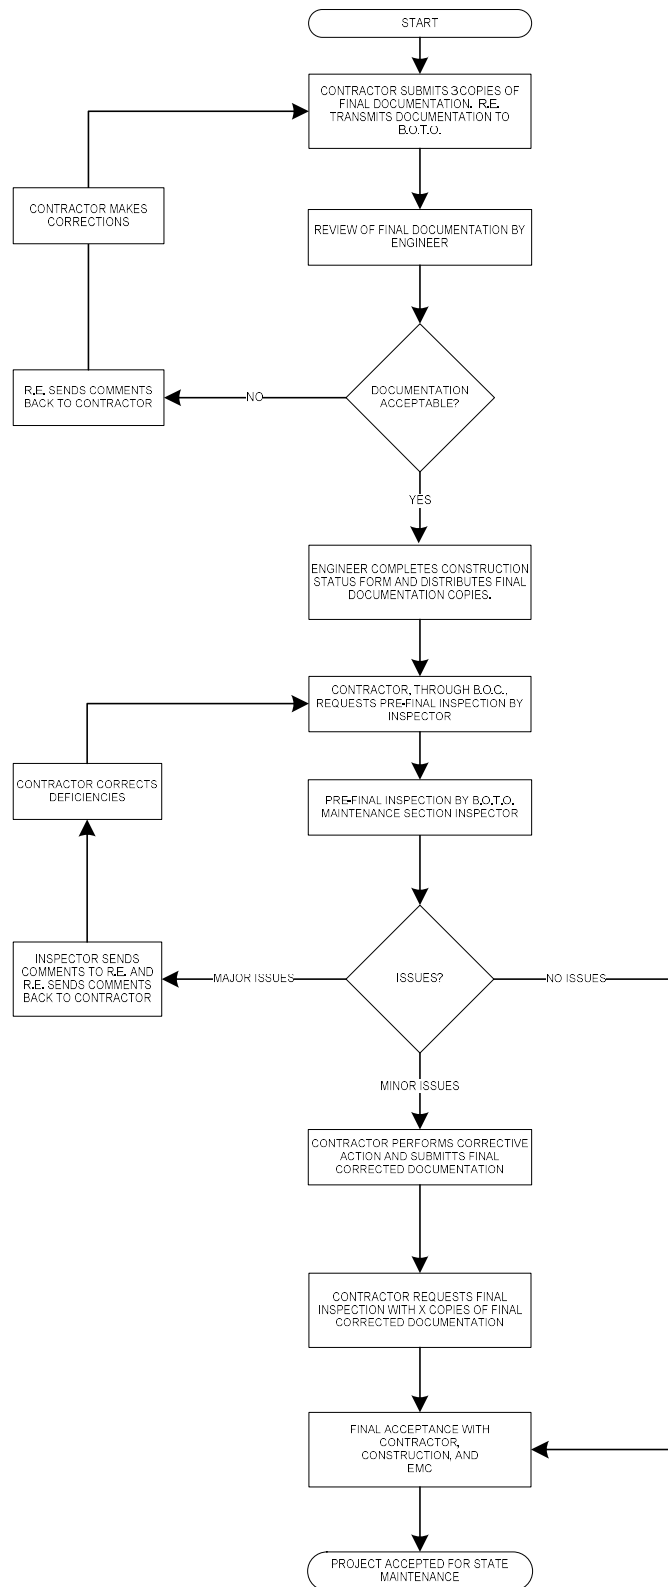 START
CONTRACTOR SUBMITS 3 COPIES OF
FINAL DOCUMENTATION. R.E.
TRANSMITS DOCUMENTATION TO
B.O.T.O.
CONTRACTOR MAKES
CORRECTIONS
REVIEW OF FINAL DOCUMENTATION BY
ENGINEER
DOCUMENTATION
ACCEPTABLE?
NO
R.E. SENDS COMMENTS
BACK TO CONTRACTOR
YES
ENGINEER COMPLETES CONSTRUCTION
STATUS FORM AND DISTRIBUTES FINAL
DOCUMENTATION COPIES.
CONTRACTOR, THROUGH B.O.C.,
REQUESTS PRE-FINAL INSPECTION BY
INSPECTOR
CONTRACTOR CORRECTS
DEFICIENCIES
PRE-FINAL INSPECTION BY B.O.T.O.
MAINTENANCE SECTION INSPECTOR
INSPECTOR SENDS
COMMENTS TO R.E. AND
R.E. SENDS COMMENTS
BACK TO CONTRACTOR
MAJOR ISSUES
ISSUES?
NO ISSUES
MINOR ISSUES
CONTRACTOR PERFORMS CORRECTIVE
ACTION AND SUBMITTS FINAL
CORRECTED DOCUMENTATION
CONTRACTOR REQUESTS FINAL
INSPECTION WITH X COPIES OF FINAL
CORRECTED DOCUMENTATION
FINAL ACCEPTANCE WITH
CONTRACTOR,
CONSTRUCTION, AND
EMC
PROJECT ACCEPTED FOR STATE
MAINTENANCE